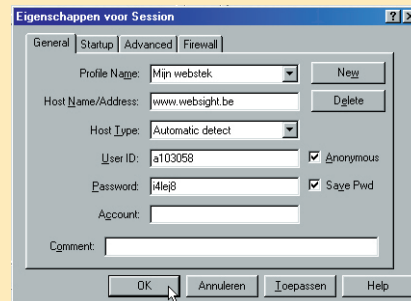 Eigenschappen voor Session
General Startup Advanced Firewall
Profile Name: Mijn webstek New
Host Name/Address: www.websight.be Delete
Host Type: Automatic detect
User ID: a103058 Anonymous
Password: i4lej8 Save Pwd
Account:
Comment:
OK Annuleren Toepassen Help